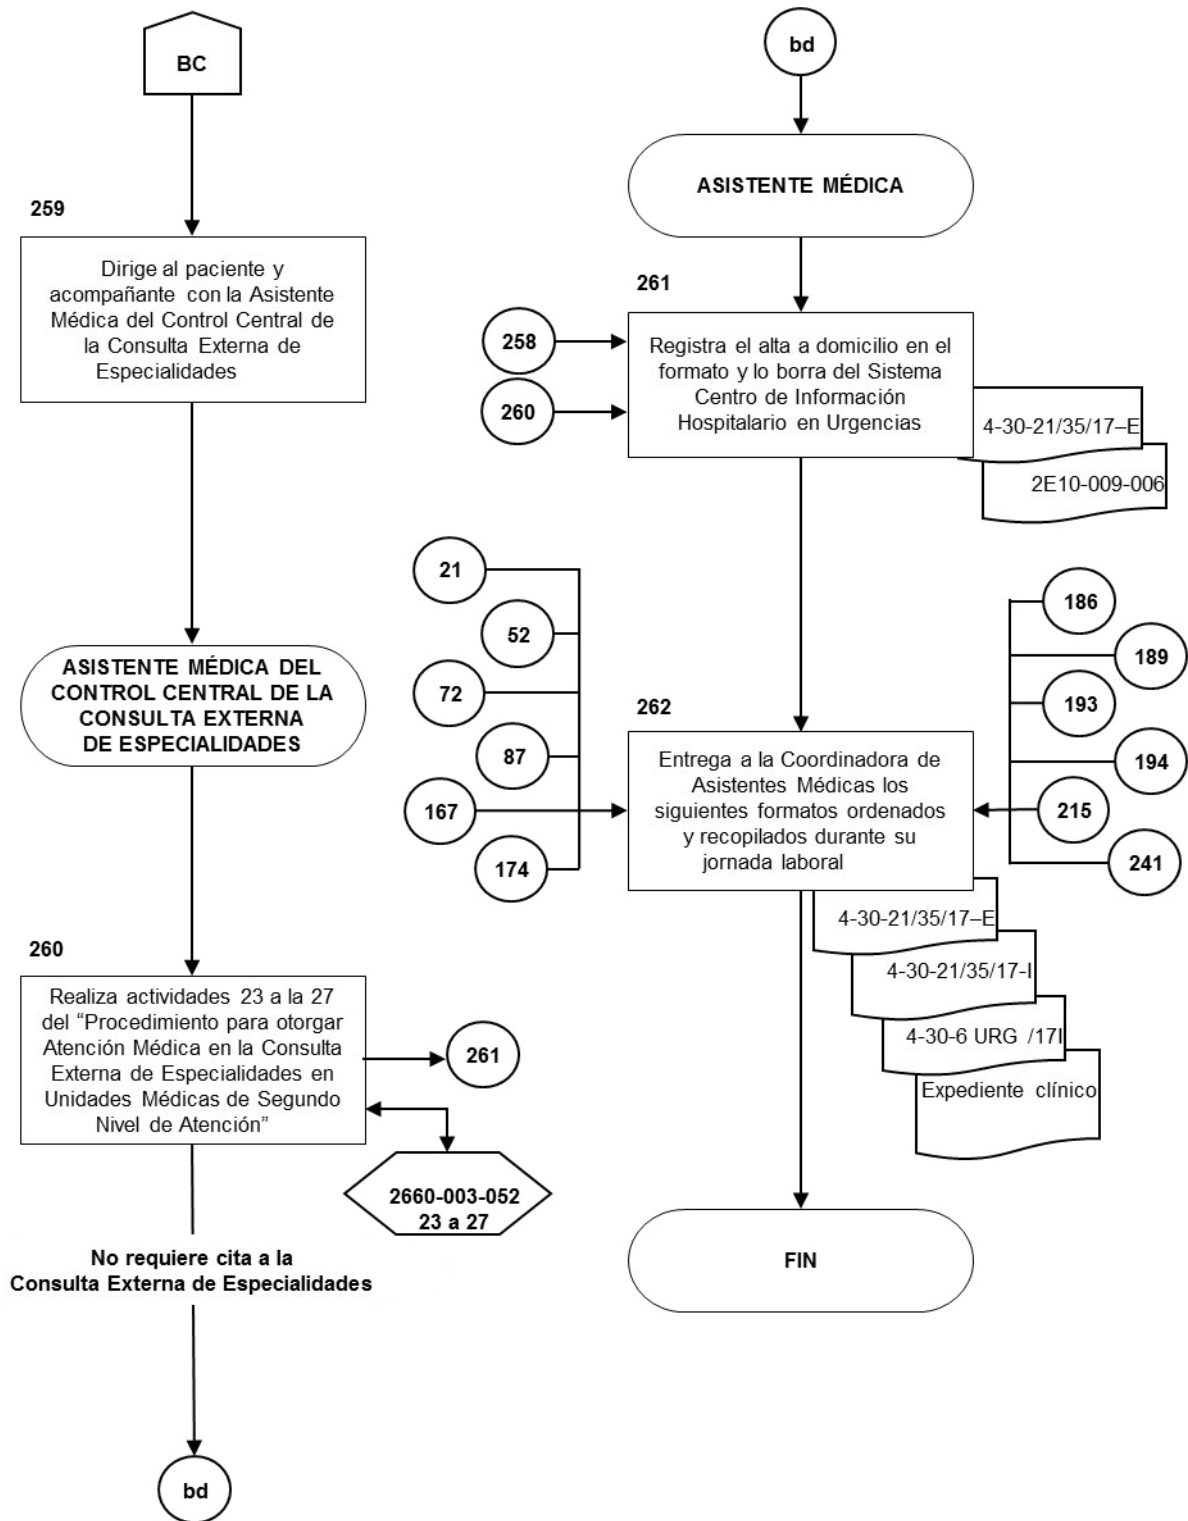 BC
259
Dirige al paciente y
acompañante con la Asistente
Médica del Control Central de
la Consulta Externa de
Especialidades
ASISTENTE MÉDICA DEL
CONTROL CENTRAL DE LA
CONSULTA EXTERNA
DE ESPECIALIDADES
260
Realiza actividades 23 a la 27
del “Procedimiento para otorgar
Atención Médica en la Consulta
Externa de Especialidades en
Unidades Médicas de Segundo
Nivel de Atención”
261
2660-003-052
23 a 27
No requiere cita a la
Consulta Externa de Especialidades
bd
bd
ASISTENTE MÉDICA
261
258
260
Registra el alta a domicilio en el
formato y lo borra del Sistema
Centro de Información
Hospitalario en Urgencias
4-30-21/35/17–E
2E10-009-006
21
52
72
87
167
174
186
189
193
194
215
241
262
Entrega a la Coordinadora de
Asistentes Médicas los
siguientes formatos ordenados
y recopilados durante su
jornada laboral
4-30-21/35/17–E
4-30-21/35/17-I
4-30-6 URG /17I
Expediente clínico
FIN